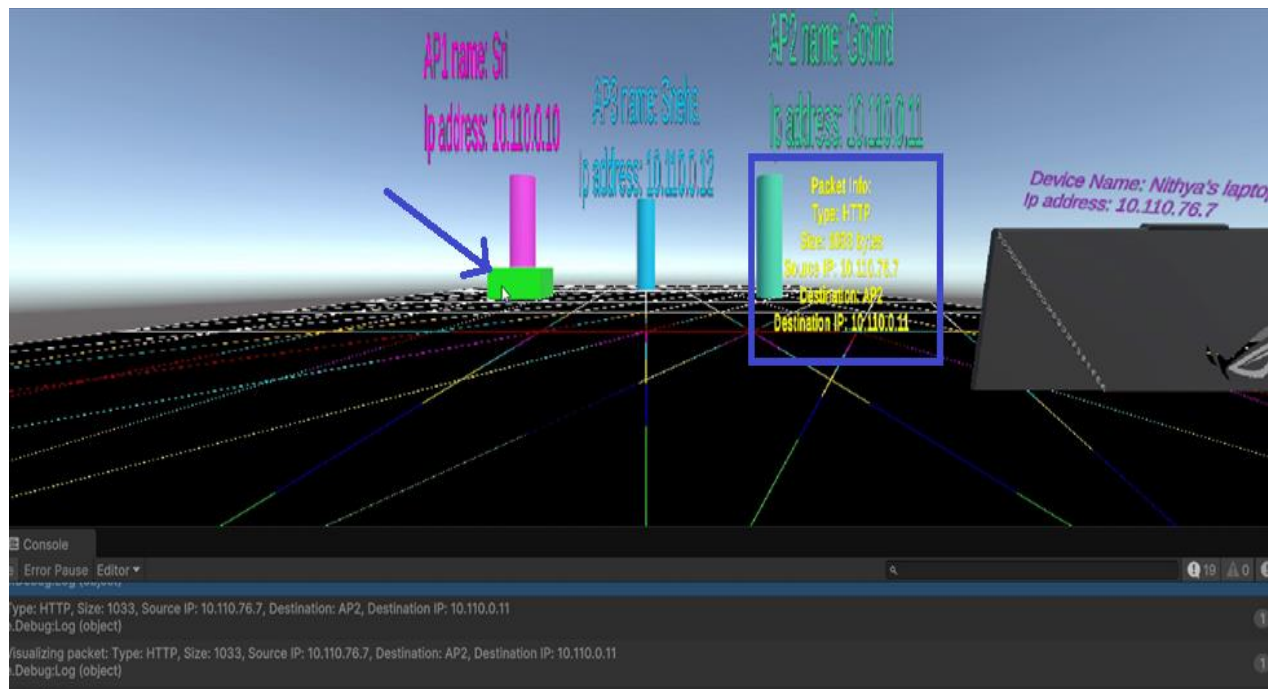 AP1 name: Sri
Ip address: 10.110.0.10
AP3 name: Sneha
Ip address: 10.110.0.12
AP2 name: Govind
Ip address: 10.110.0.11
Packet Info:
Type: HTTP
Size: 1033 bytes
Source IP: 10.110.76.7
Destination: AP2
Destination IP: 10.110.0.11
Device Name: Nithya's laptop
Ip address: 10.110.76.7
Console
Error Pause Editor
.Debug:Log (object)
Type: HTTP, Size: 1033, Source IP: 10.110.76.7, Destination: AP2, Destination IP: 10.110.0.11
.Debug:Log (object)
1
Visualizing packet: Type: HTTP, Size: 1033, Source IP: 10.110.76.7, Destination: AP2, Destination IP: 10.110.0.11
.Debug:Log (object)
1
19 0